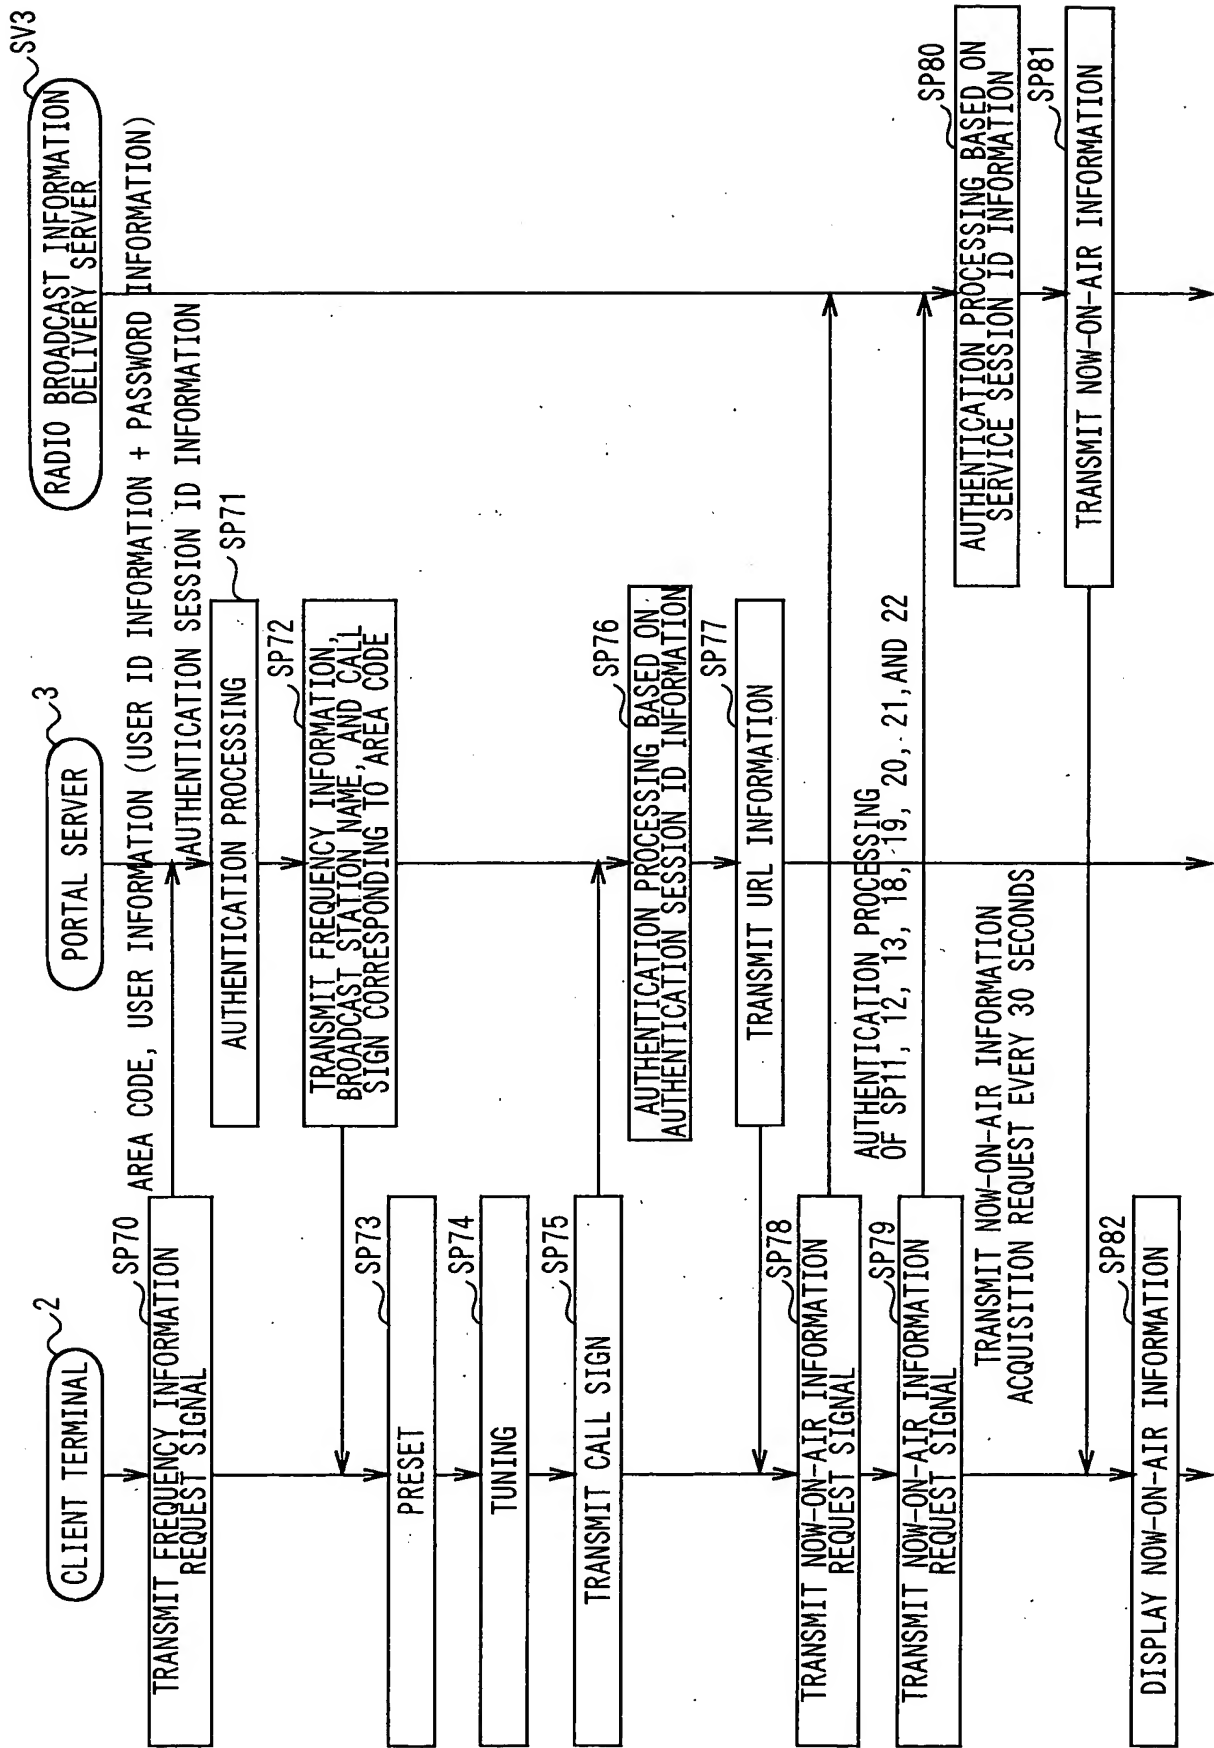 CLIENT TERMINAL
2
PORTAL SERVER
3
RADIO BROADCAST INFORMATION
DELIVERY SERVER
SV3
SP70
TRANSMIT FREQUENCY INFORMATION
REQUEST SIGNAL
AREA CODE, USER INFORMATION (USER ID INFORMATION + PASSWORD INFORMATION)
AUTHENTICATION SESSION ID INFORMATION
SP71
AUTHENTICATION PROCESSING
SP72
TRANSMIT FREQUENCY INFORMATION,
BROADCAST STATION NAME, AND CALL
SIGN CORRESPONDING TO AREA CODE
SP73
PRESET
SP74
TUNING
SP75
TRANSMIT CALL SIGN
SP76
AUTHENTICATION PROCESSING BASED ON
AUTHENTICATION SESSION ID INFORMATION
SP77
TRANSMIT URL INFORMATION
SP78
TRANSMIT NOW-ON-AIR INFORMATION
REQUEST SIGNAL
AUTHENTICATION PROCESSING
OF SP11, 12, 13, 18, 19, 20, 21, AND 22
SP79
TRANSMIT NOW-ON-AIR INFORMATION
REQUEST SIGNAL
SP80
AUTHENTICATION PROCESSING BASED ON
SERVICE SESSION ID INFORMATION
TRANSMIT NOW-ON-AIR INFORMATION
ACQUISITION REQUEST EVERY 30 SECONDS
SP81
TRANSMIT NOW-ON-AIR INFORMATION
SP82
DISPLAY NOW-ON-AIR INFORMATION